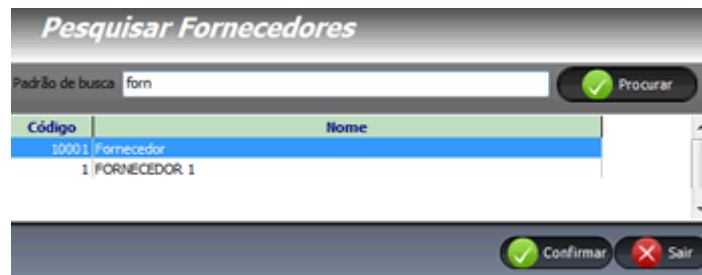 Pesquisar Fornecedores
Padrão de busca forn Procurar
Código Nome
10001 Fornecedor
1 FORNECEDOR 1
Confirmar Sair